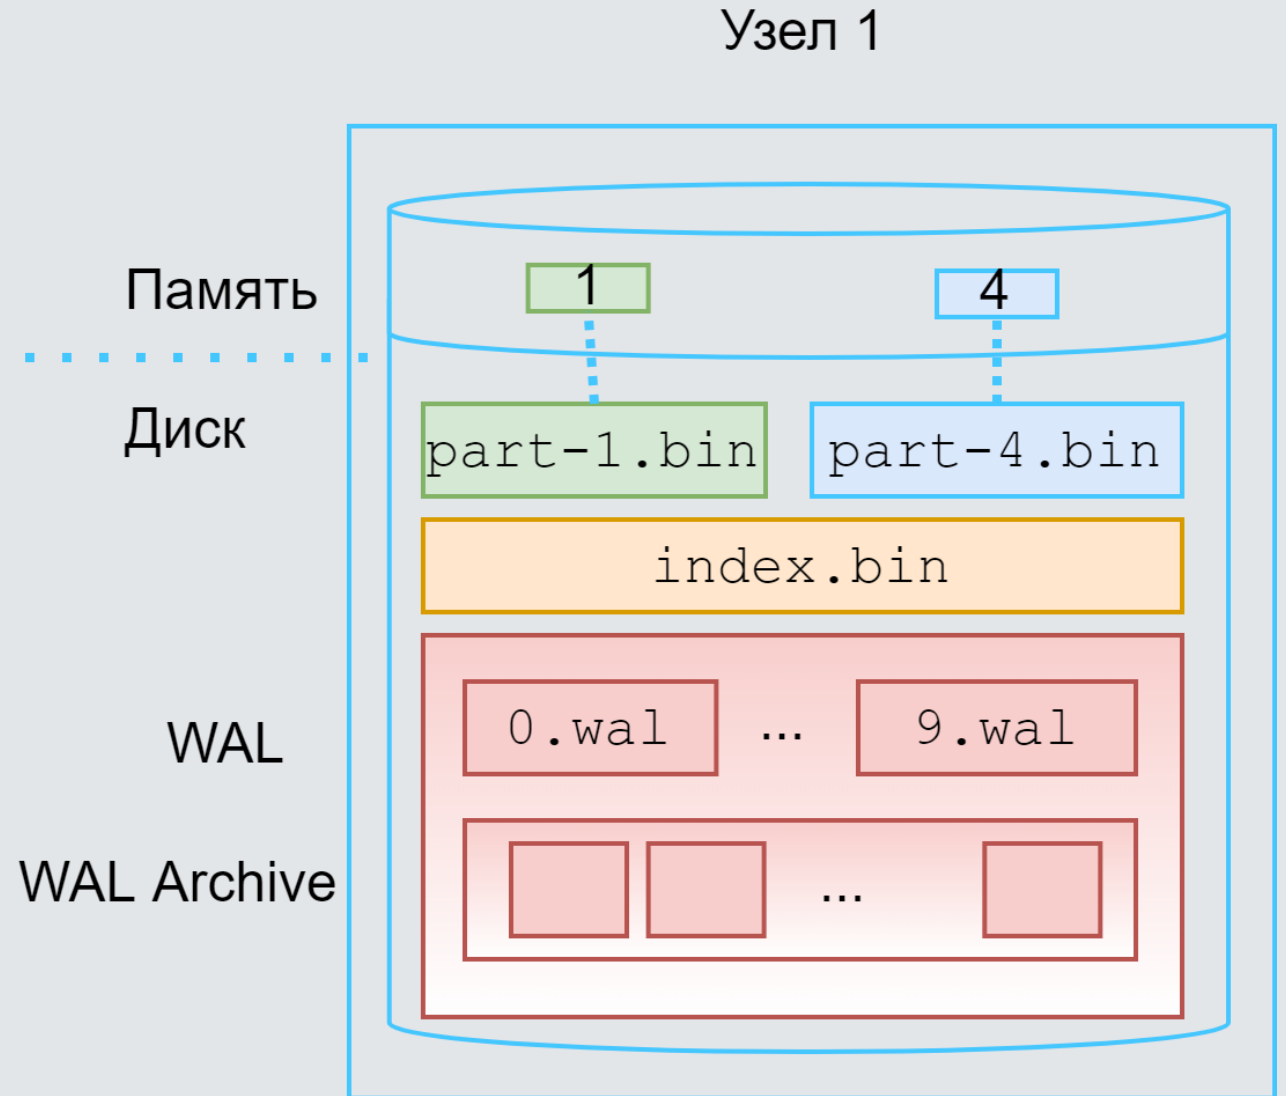 Узел 1
Память
1
4
Диск
part-1.bin
part-4.bin
index.bin
WAL
0.wal
...
9.wal
WAL Archive
...